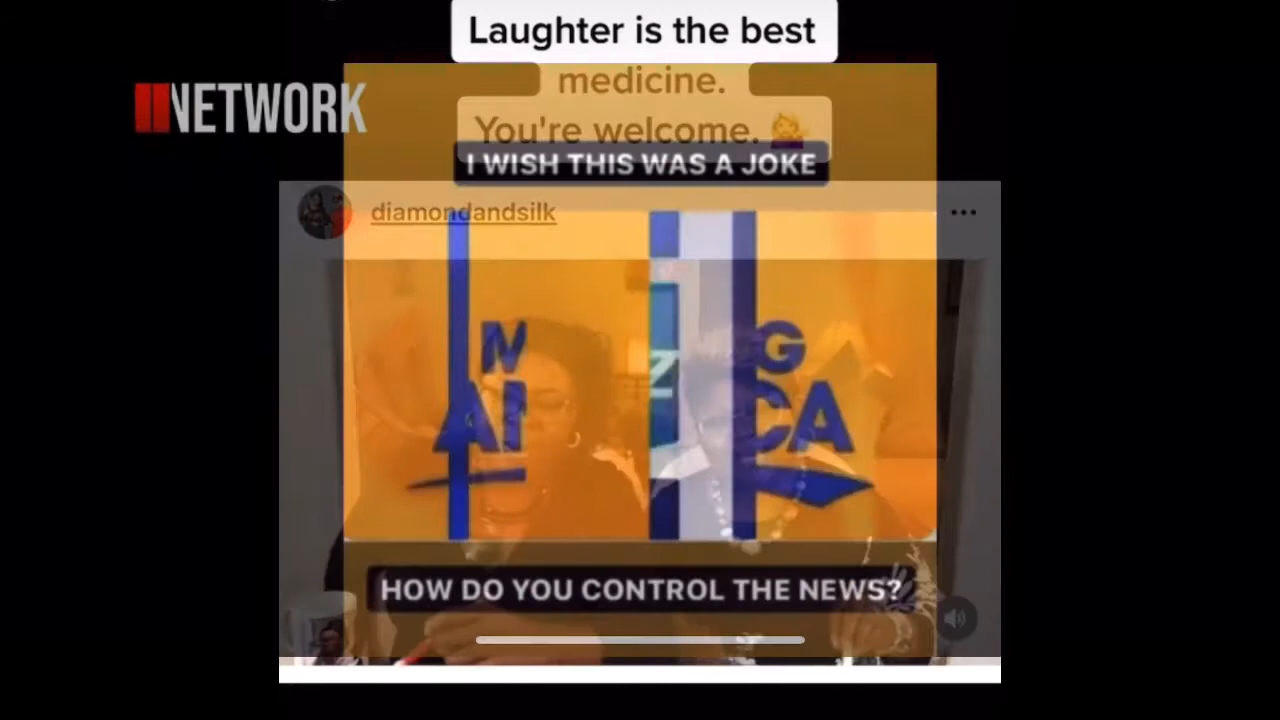 Laughter is the best
medicine.
NETWORK
You're welcome.
I WISH THIS WAS A JOKE
diamondandsilk
HOW DO YOU CONTROL THE NEWS?